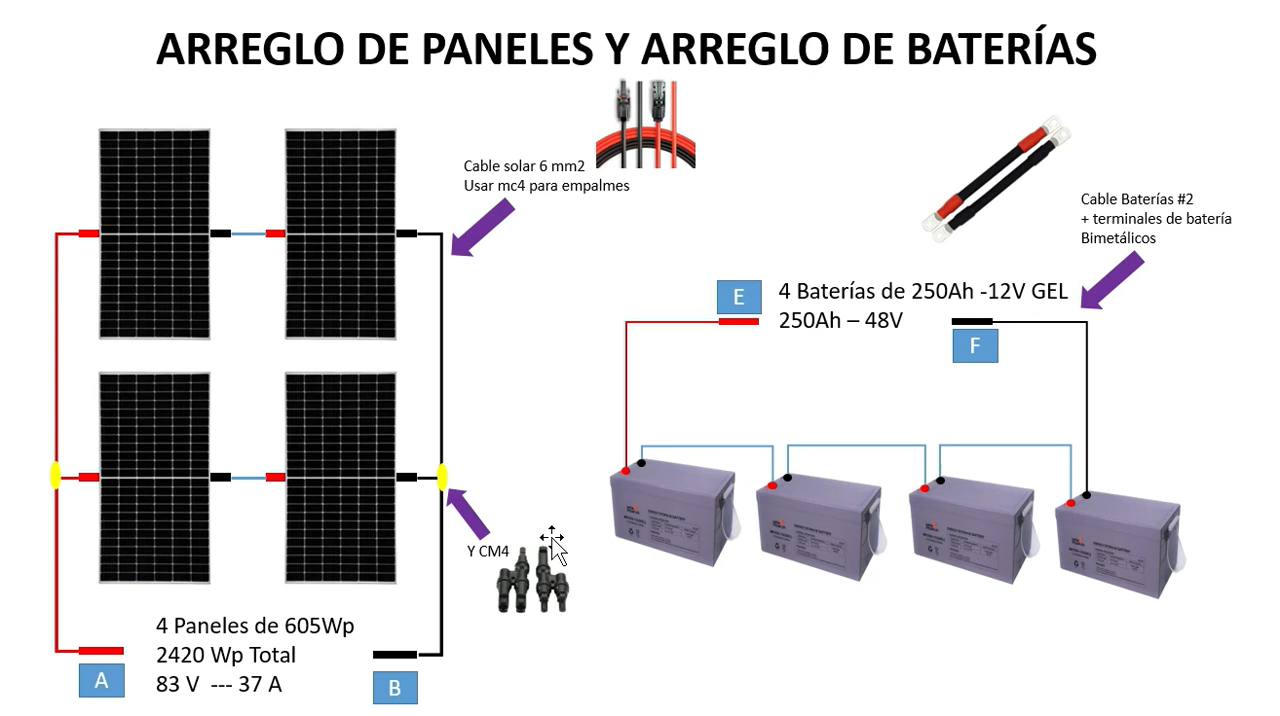 ARREGLO DE PANELES Y ARREGLO DE BATERÍAS
Cable solar 6 mm2
Usar mc4 para empalmes
Cable Baterías #2
+ terminales de batería
Bimetálicos
E
4 Baterías de 250Ah -12V GEL
250Ah – 48V
F
Y CM4
4 Paneles de 605Wp
2420 Wp Total
83 V --- 37 A
A
B